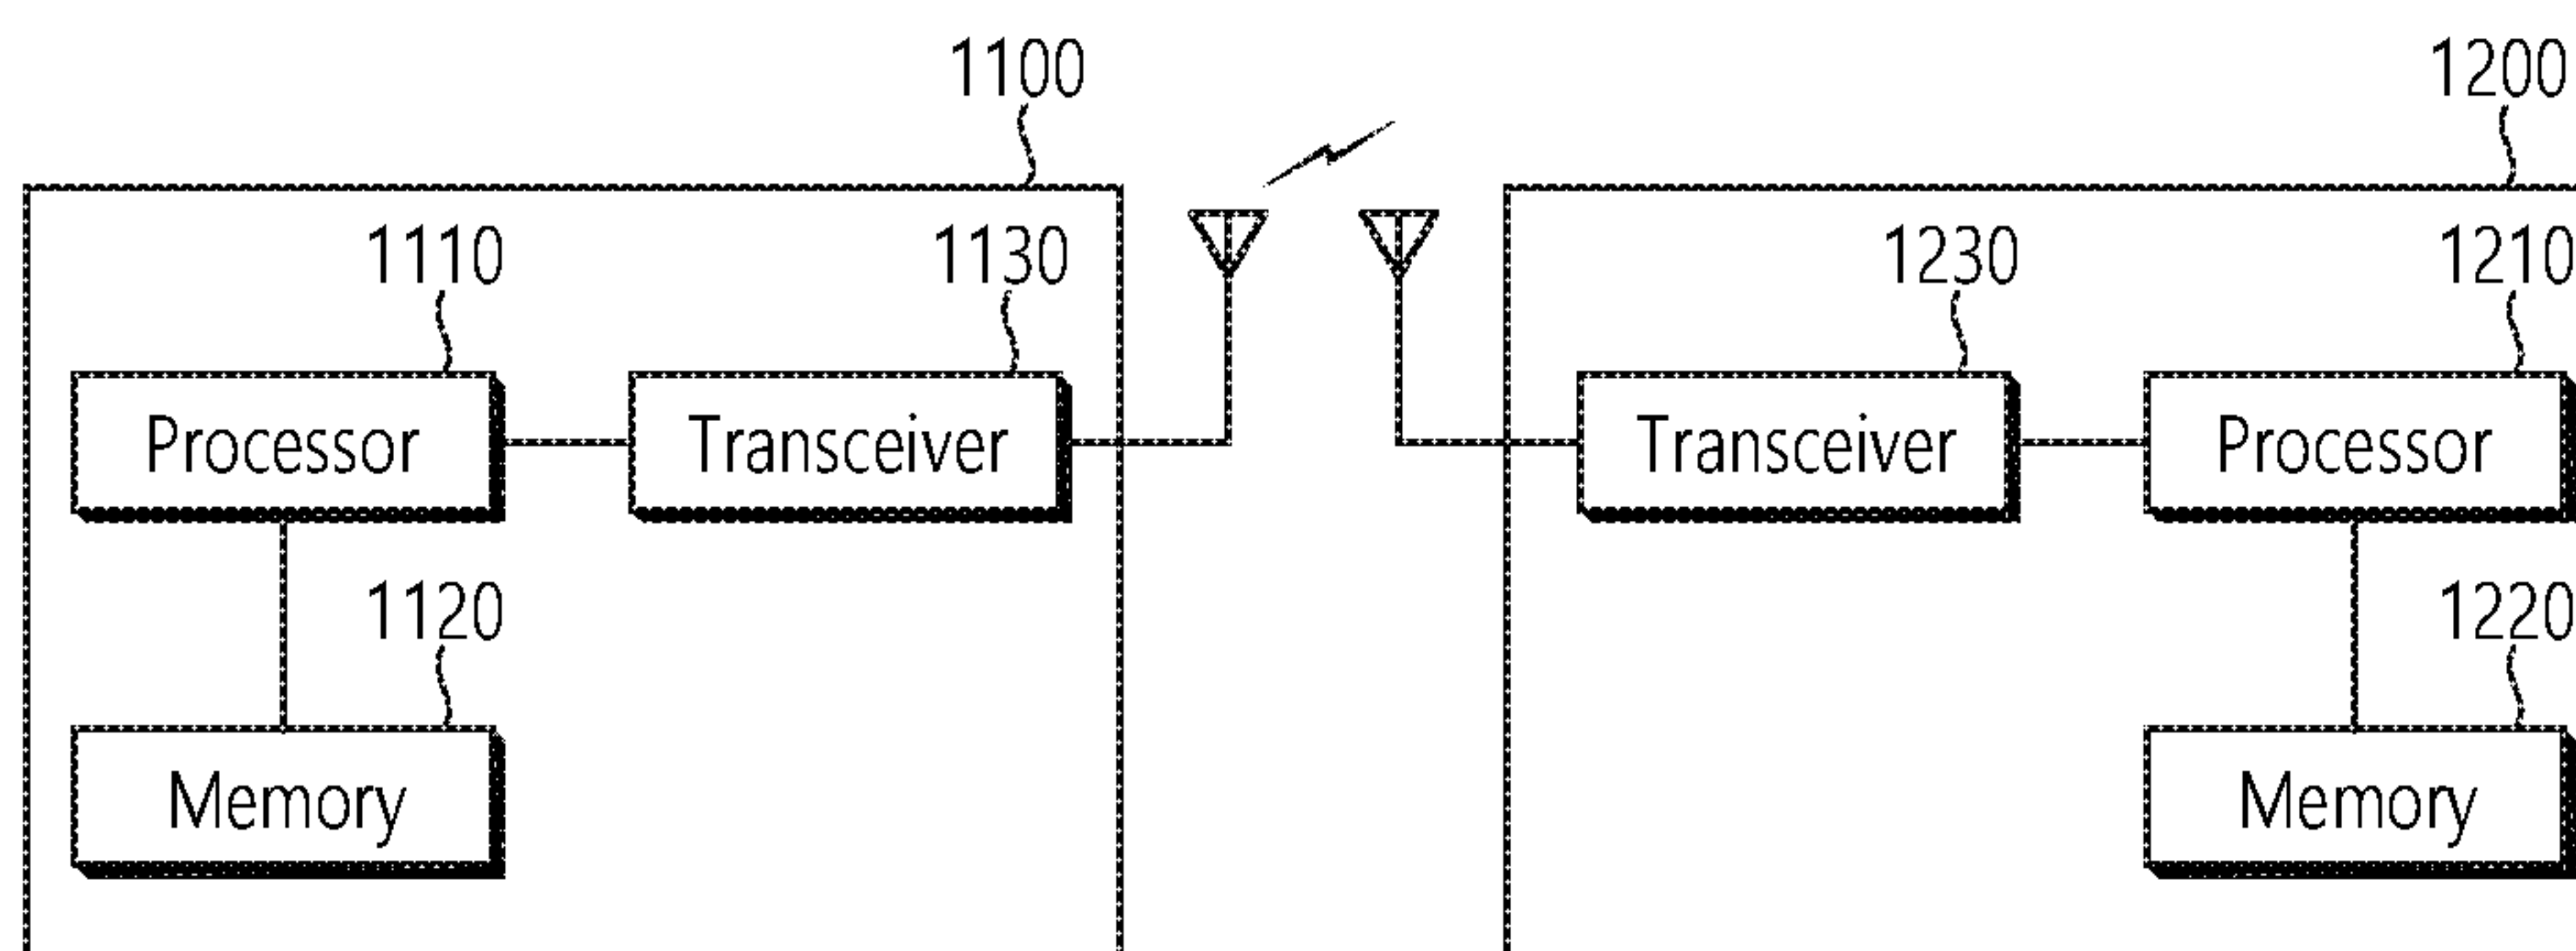 1100 1200
1110 1130 1230 1210
Processor Transceiver Transceiver Processor
1120 1220
Memory Memory